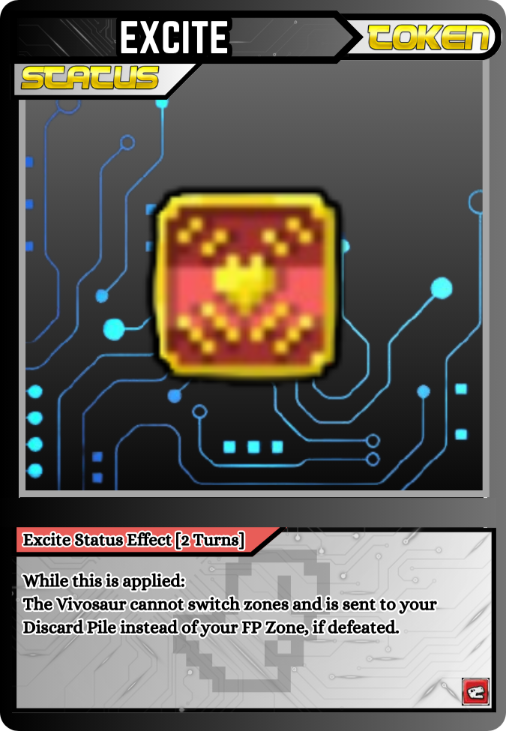 EXCITE
TOKEN
STATUS
Excite Status Effect [2 Turns]
While this is applied:
The Vivosaur cannot switch zones and is sent to your
Discard Pile instead of your FP Zone, if defeated.